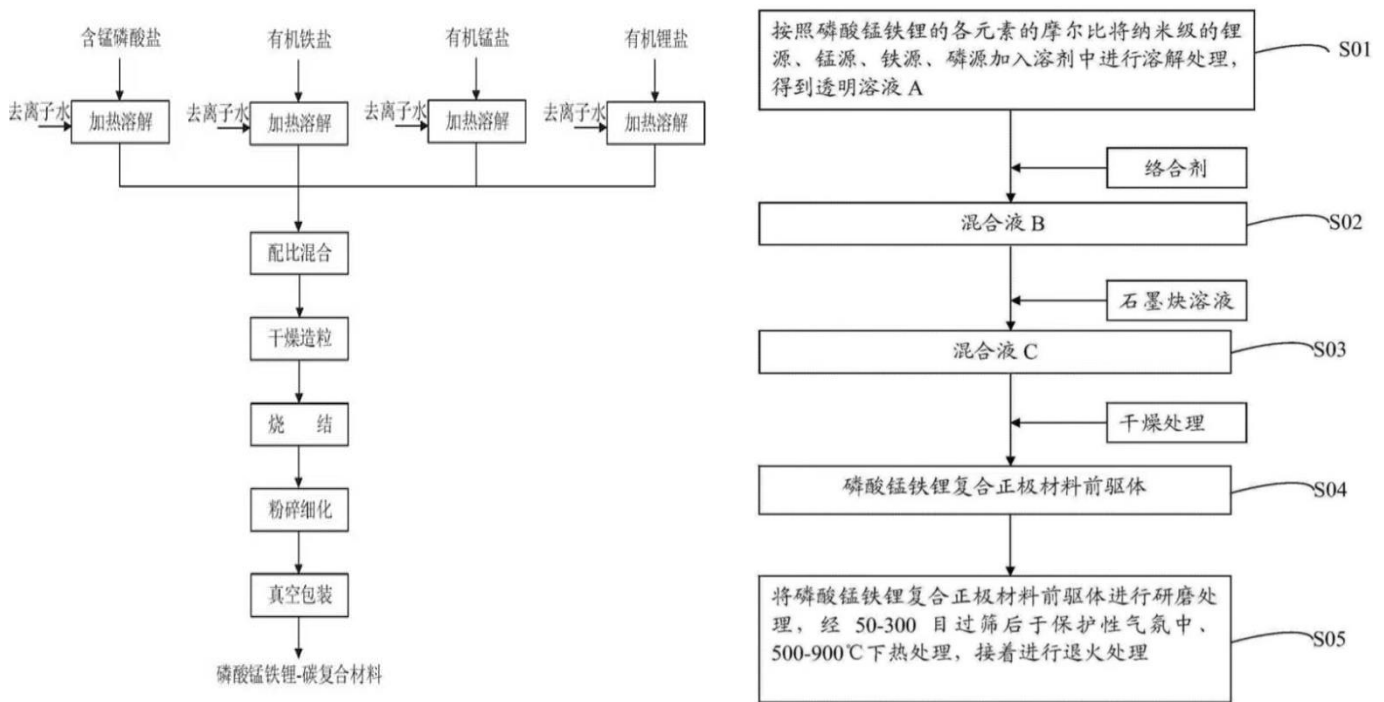 含锰磷酸盐
有机铁盐
有机锰盐
有机锂盐
去离子水
加热溶解
去离子水
加热溶解
去离子水
加热溶解
去离子水
加热溶解
配比混合
干燥造粒
烧 结
粉碎细化
真空包装
磷酸锰铁锂-碳复合材料
按照磷酸锰铁锂的各元素的摩尔比将纳米级的锂
源、锰源、铁源、磷源加入溶剂中进行溶解处理，
得到透明溶液 A
S01
络合剂
混合液 B
S02
石墨炔溶液
混合液 C
S03
干燥处理
磷酸锰铁锂复合正极材料前驱体
S04
将磷酸锰铁锂复合正极材料前驱体进行研磨处
理，经 50-300 目过筛后于保护性气氛中、
500-900℃下热处理，接着进行退火处理
S05